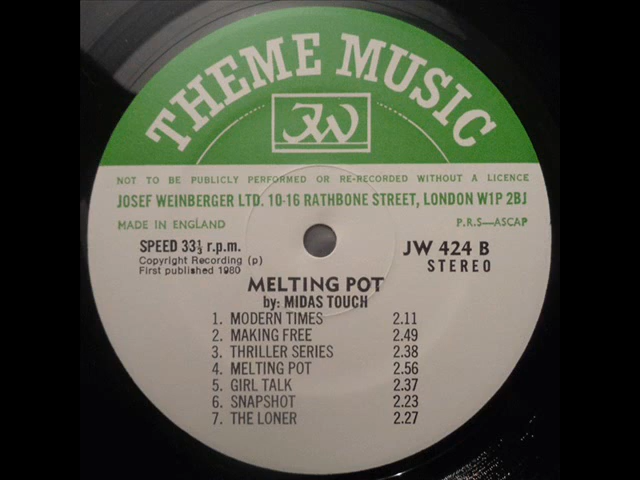 THEME MUSIC
JW
NOT TO BE PUBLICLY PERFORMED OR RE-RECORDED WITHOUT A LICENCE
JOSEF WEINBERGER LTD. 10-16 RATHBONE STREET, LONDON W1P 2BJ
MADE IN ENGLAND P.R.S—ASCAP
SPEED 33⅓ r.p.m. JW 424 B
Copyright Recording (p) STEREO
First published 1980
MELTING POT
by: MIDAS TOUCH
1. MODERN TIMES 2.11
2. MAKING FREE 2.49
3. THRILLER SERIES 2.38
4. MELTING POT 2.56
5. GIRL TALK 2.37
6. SNAPSHOT 2.23
7. THE LONER 2.27